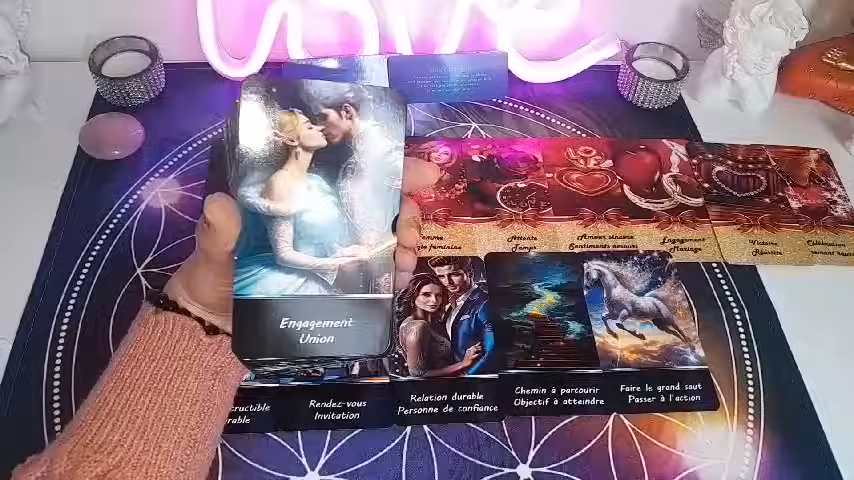 Attente
Temps
Amour sincère
Sentiments amoureux
Engagement
Mariage
Victoire
Réussite
Célébration
Engagement
Union
Rendez-vous
Invitation
Relation durable
Personne de confiance
Chemin à parcourir
Objectif à atteindre
Faire le grand saut
Passer à l'action